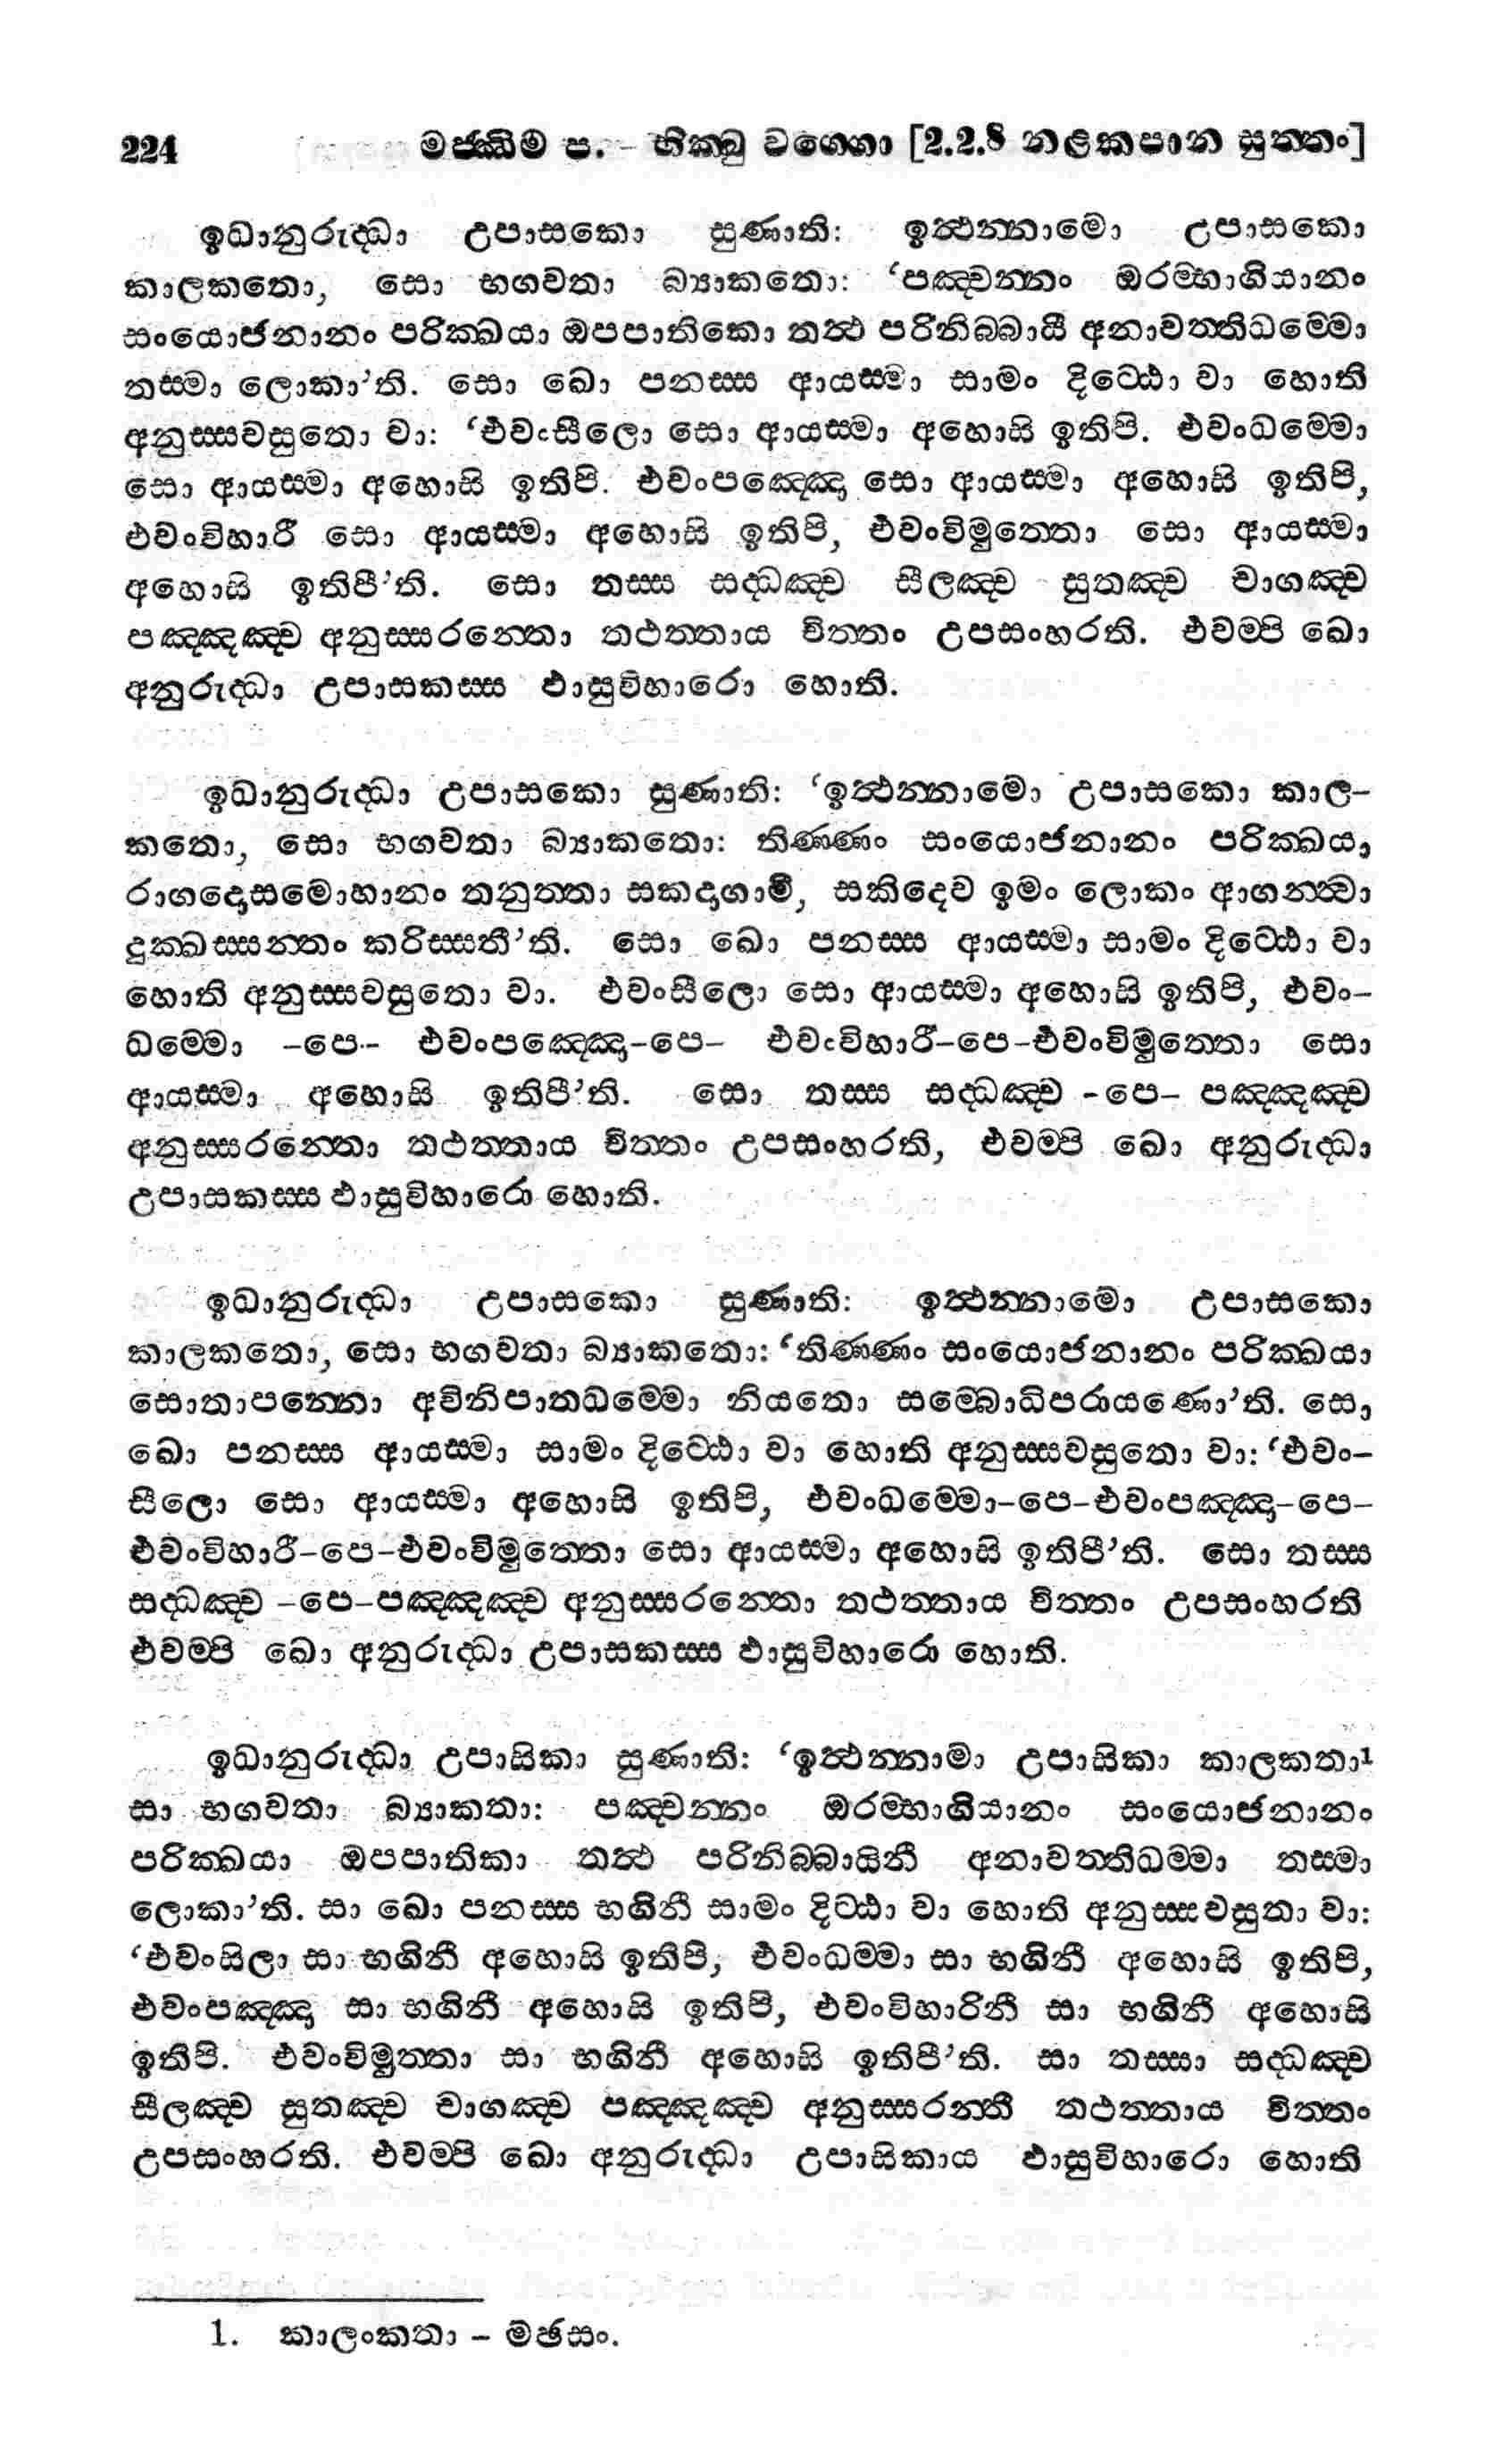 224 මජ්ඣිම ප. - භික්ඛු වග්ගො [2.2.8 නළකපාන සුත්තං]
ඉධානුරුද්ධා උපාසකො සුණාති: ඉත්ථන්නාමො උපාසකො
කාලකතො, සො භගවතා බ්‍යාකතො: ‘පඤ්චන්නං ඔරම්භාගියානං
සංයොජනානං පරික්ඛයා ඔපපාතිකො තත්ථ පරිනිබ්බායී අනාවත්තිධම්මො
තස්මා ලොකා’ති. සො ඛො පනස්ස ආයස්මා සාමං දිට්ඨො වා හොති
අනුස්සවසුතො වා: ‘එවංසීලො සො ආයස්මා අහොසි ඉතිපි. එවංධම්මො
සො ආයස්මා අහොසි ඉතිපි. එවංපඤ්ඤො සො ආයස්මා අහොසි ඉතිපි,
එවංවිහාරී සො ආයස්මා අහොසි ඉතිපි, එවංවිමුත්තො සො ආයස්මා
අහොසි ඉතිපී’ති. සො තස්ස සද්ධඤ්ච සීලඤ්ච සුතඤ්ච චාගඤ්ච
පඤ්ඤඤ්ච අනුස්සරන්තො තථත්තාය චිත්තං උපසංහරති. එවම්පි ඛො
අනුරුද්ධා උපාසකස්ස ඵාසුවිහාරො හොති.
ඉධානුරුද්ධා උපාසකො සුණාති: ‘ඉත්ථන්නාමො උපාසකො කාල-
කතො, සො භගවතා බ්‍යාකතො: තිණ්ණං සංයොජනානං පරික්ඛයා
රාගදොසමොහානං තනුත්තා සකදාගාමී, සකිදෙව ඉමං ලොකං ආගන්ත්වා
දුක්ඛස්සන්තං කරිස්සතී’ති. සො ඛො පනස්ස ආයස්මා සාමං දිට්ඨො වා
හොති අනුස්සවසුතො වා. එවංසීලො සො ආයස්මා අහොසි ඉතිපි, එවං-
ධම්මො -පෙ- එවංපඤ්ඤො-පෙ- එවංවිහාරී-පෙ-එවංවිමුත්තො සො
ආයස්මා අහොසි ඉතිපී’ති. සො තස්ස සද්ධඤ්ච -පෙ- පඤ්ඤඤ්ච
අනුස්සරන්තො තථත්තාය චිත්තං උපසංහරති, එවම්පි ඛො අනුරුද්ධා
උපාසකස්ස ඵාසුවිහාරො හොති.
ඉධානුරුද්ධා උපාසකො සුණාති: ඉත්ථන්නාමො උපාසකො
කාලකතො, සො භගවතා බ්‍යාකතො: ‘තිණ්ණං සංයොජනානං පරික්ඛයා
සොතාපන්නො අවිනිපාතධම්මො නියතො සම්බොධිපරායණො’ති. සො
ඛො පනස්ස ආයස්මා සාමං දිට්ඨො වා හොති අනුස්සවසුතො වා: ‘එවං-
සීලො සො ආයස්මා අහොසි ඉතිපි, එවංධම්මො-පෙ-එවංපඤ්ඤා-පෙ-
එවංවිහාරී-පෙ-එවංවිමුත්තො සො ආයස්මා අහොසි ඉතිපී’ති. සො තස්ස
සද්ධඤ්ච -පෙ-පඤ්ඤඤ්ච අනුස්සරන්තො තථත්තාය චිත්තං උපසංහරති
එවම්පි ඛො අනුරුද්ධා උපාසකස්ස ඵාසුවිහාරො හොති.
ඉධානුරුද්ධා උපාසිකා සුණාති: ‘ඉත්ථන්නාමා උපාසිකා කාලකතා¹
සා භගවතා බ්‍යාකතා: පඤ්චන්නං ඔරම්භාගියානං සංයොජනානං
පරික්ඛයා ඔපපාතිකා තත්ථ පරිනිබ්බායිනී අනාවත්තිධම්මා තස්මා
ලොකා’ති. සා ඛො පනස්ස භගිනී සාමං දිට්ඨා වා හොති අනුස්සවසුතා වා:
‘එවංසිලා සා භගිනී අහොසි ඉතිපි, එවංධම්මා සා භගිනී අහොසි ඉතිපි,
එවංපඤ්ඤා සා භගිනී අහොසි ඉතිපි, එවංවිහාරිනී සා භගිනී අහොසි
ඉතිපි. එවංවිමුත්තා සා භගිනී අහොසි ඉතිපී’ති. සා තස්සා සද්ධඤ්ච
සීලඤ්ච සුතඤ්ච චාගඤ්ච පඤ්ඤඤ්ච අනුස්සරන්තී තථත්තාය චිත්තං
උපසංහරති. එවම්පි ඛො අනුරුද්ධා උපාසිකාය ඵාසුවිහාරො හොති
1. කාලංකතා - මඡසං.